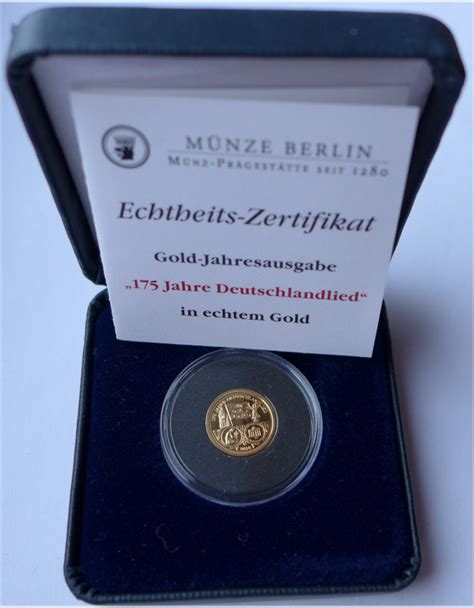 MÜNZE BERLIN
MÜNZ-PRÄGESTÄTTE SEIT 1280
Echtheits-Zertifikat
Gold-Jahresausgabe
„175 Jahre Deutschlandlied“
in echtem Gold